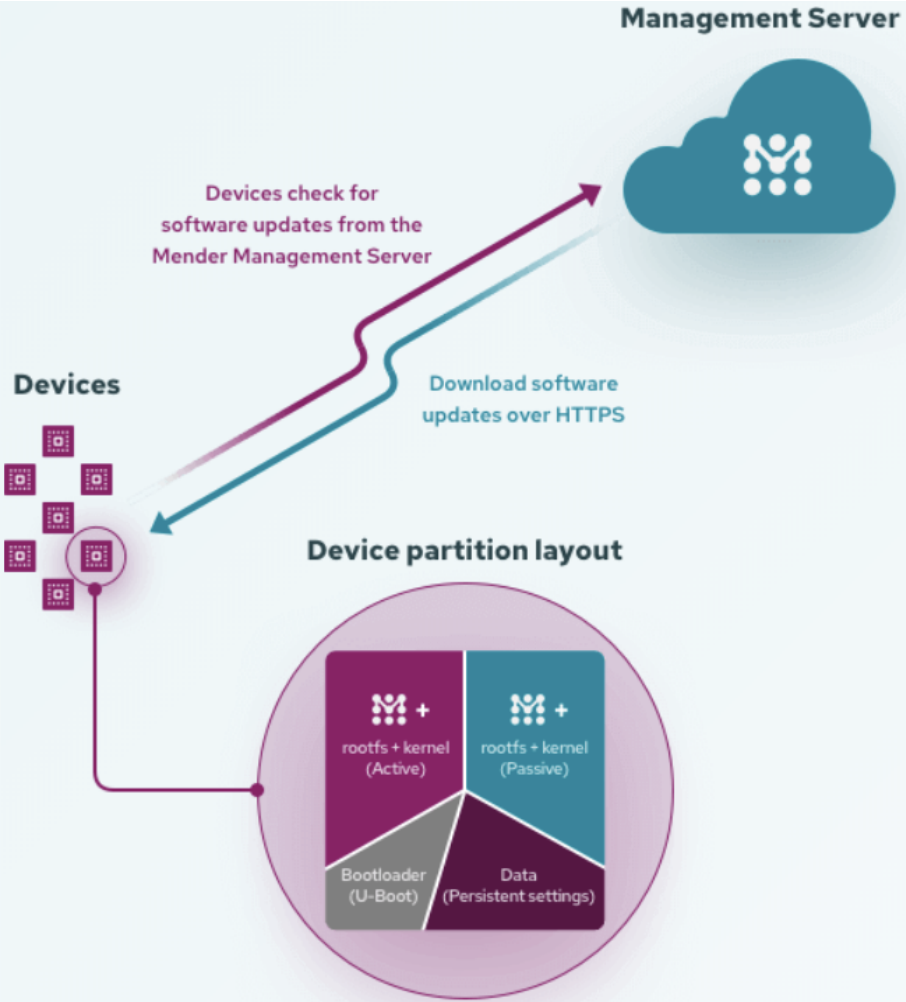 Management Server
Devices check for
software updates from the
Mender Management Server
Download software
updates over HTTPS
Devices
Device partition layout
+
rootfs + kernel
(Active)
+
rootfs + kernel
(Passive)
Bootloader
(U-Boot)
Data
(Persistent settings)